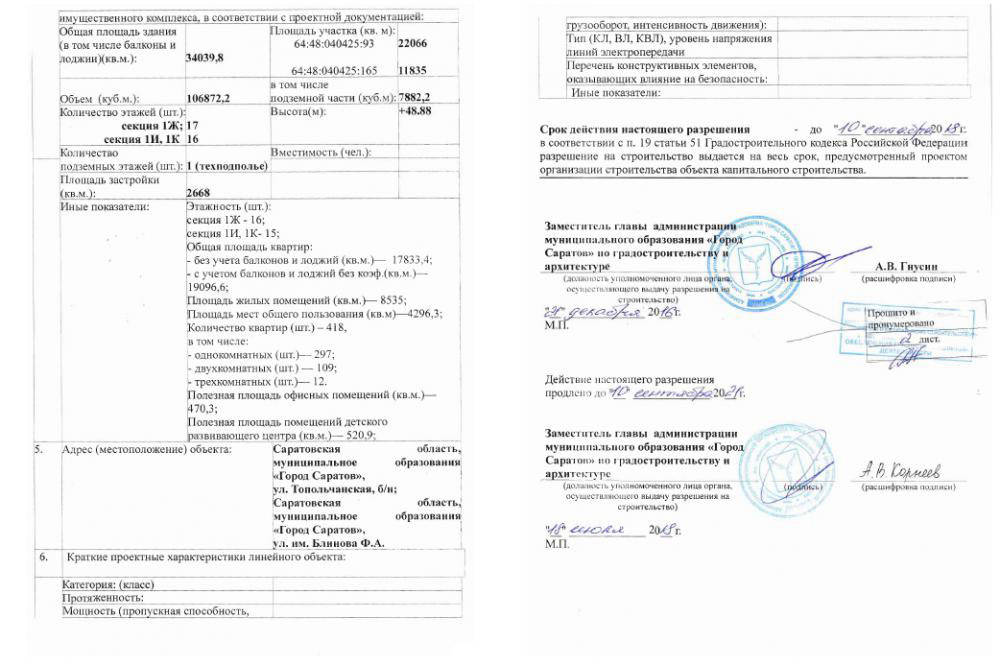 имущественного комплекса, в соответствии с проектной документацией:
Общая площадь здания (в том числе балконы и лоджии)(кв.м.): 34039,8
Площадь участка (кв. м):
64:48:040425:93 22066
64:48:040425:165 11835
Объем (куб.м.): 106872,2
в том числе подземной части (куб.м): 7882,2
Количество этажей (шт.):
секция 1Ж; 17
секция 1И, 1К 16
Высота(м): +48.88
Количество подземных этажей (шт.): 1 (техподполье)
Вместимость (чел.):
Площадь застройки (кв.м.): 2668
Иные показатели:
Этажность (шт.):
секция 1Ж - 16;
секция 1И, 1К- 15;
Общая площадь квартир:
- без учета балконов и лоджий (кв.м.)— 17833,4;
- с учетом балконов и лоджий без коэф.(кв.м.)—
19096,6;
Площадь жилых помещений (кв.м.)— 8535;
Площадь мест общего пользования (кв.м)—4296,3;
Количество квартир (шт.) – 418,
в том числе:
- однокомнатных (шт.)— 297;
- двухкомнатных (шт.) — 109;
- трехкомнатных (шт.)— 12.
Полезная площадь офисных помещений (кв.м.)—
470,3;
Полезная площадь помещений детского
развивающего центра (кв.м.)— 520,9;
5. Адрес (местоположение) объекта:
Саратовская область,
муниципальное образования
«Город Саратов»,
ул. Топольчанская, б/н;
Саратовская область,
муниципальное образования
«Город Саратов»,
ул. им. Блинова Ф.А.
6. Краткие проектные характеристики линейного объекта:
Категория: (класс)
Протяженность:
Мощность (пропускная способность,
грузооборот, интенсивность движения):
Тип (КЛ, ВЛ, КВЛ), уровень напряжения
линий электропередачи
Перечень конструктивных элементов,
оказывающих влияние на безопасность:
Иные показатели:
Срок действия настоящего разрешения - до "10" сентября 2018 г.
в соответствии с п. 19 статьи 51 Градостроительного кодекса Российской Федерации
разрешение на строительство выдается на весь срок, предусмотренный проектом
организации строительства объекта капитального строительства.
Заместитель главы администрации
муниципального образования «Город
Саратов» по градостроительству и
архитектуре А.В. Гнусин
(должность уполномоченного лица органа, (подпись) (расшифровка подписи)
осуществляющего выдачу разрешения на
строительство)
декабря 2016 г.
М.П.
Прошито и
пронумеровано
2 лист.
Действие настоящего разрешения
продлено до "10" сентября 2021 г.
Заместитель главы администрации
муниципального образования «Город
Саратов» по градостроительству и
архитектуре А.В. Корнеев
(должность уполномоченного лица органа, (подпись) (расшифровка подписи)
осуществляющего выдачу разрешения на
строительство)
"18" июля 2018 г.
М.П.